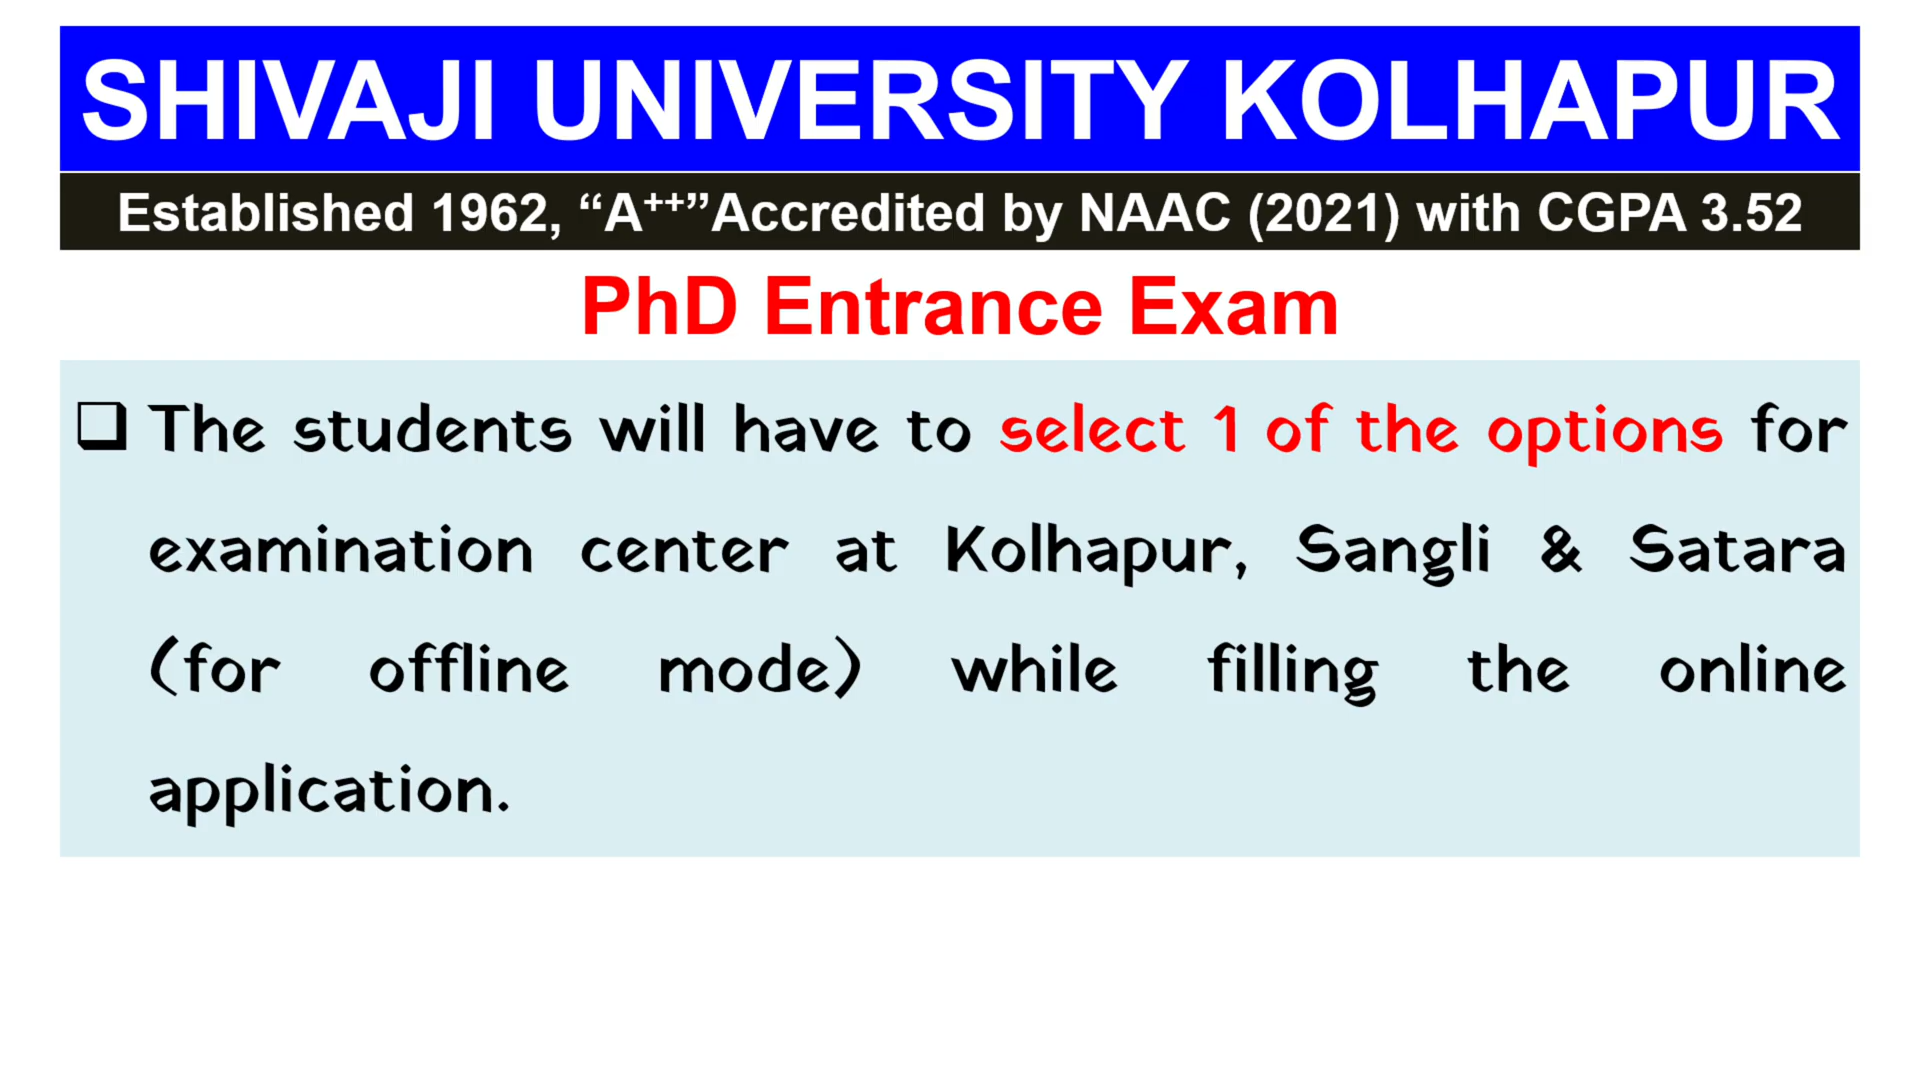 SHIVAJI UNIVERSITY KOLHAPUR
Established 1962, “A⁺⁺”Accredited by NAAC (2021) with CGPA 3.52
PhD Entrance Exam
❑ The students will have to select 1 of the options for
examination center at Kolhapur, Sangli & Satara
(for offline mode) while filling the online
application.